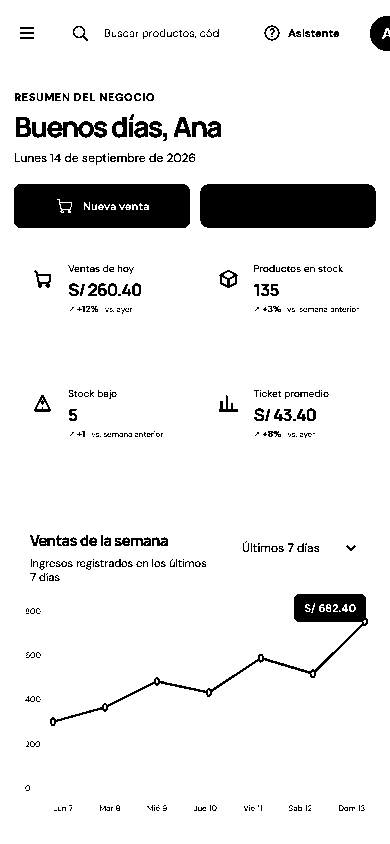 Buscar productos, cód
Asistente
A
RESUMEN DEL NEGOCIO
Buenos días, Ana
Lunes 14 de septiembre de 2026
Nueva venta
Ventas de hoy
S/ 260.40
↗ +12% vs. ayer
Productos en stock
135
↗ +3% vs. semana anterior
Stock bajo
5
↗ +1 vs. semana anterior
Ticket promedio
S/ 43.40
↗ +8% vs. ayer
Ventas de la semana
Últimos 7 días
Ingresos registrados en los últimos
7 días
S/ 682.40
800
600
400
200
0
Lun 7
Mar 8
Mié 9
Jue 10
Vie 11
Sáb 12
Dom 13